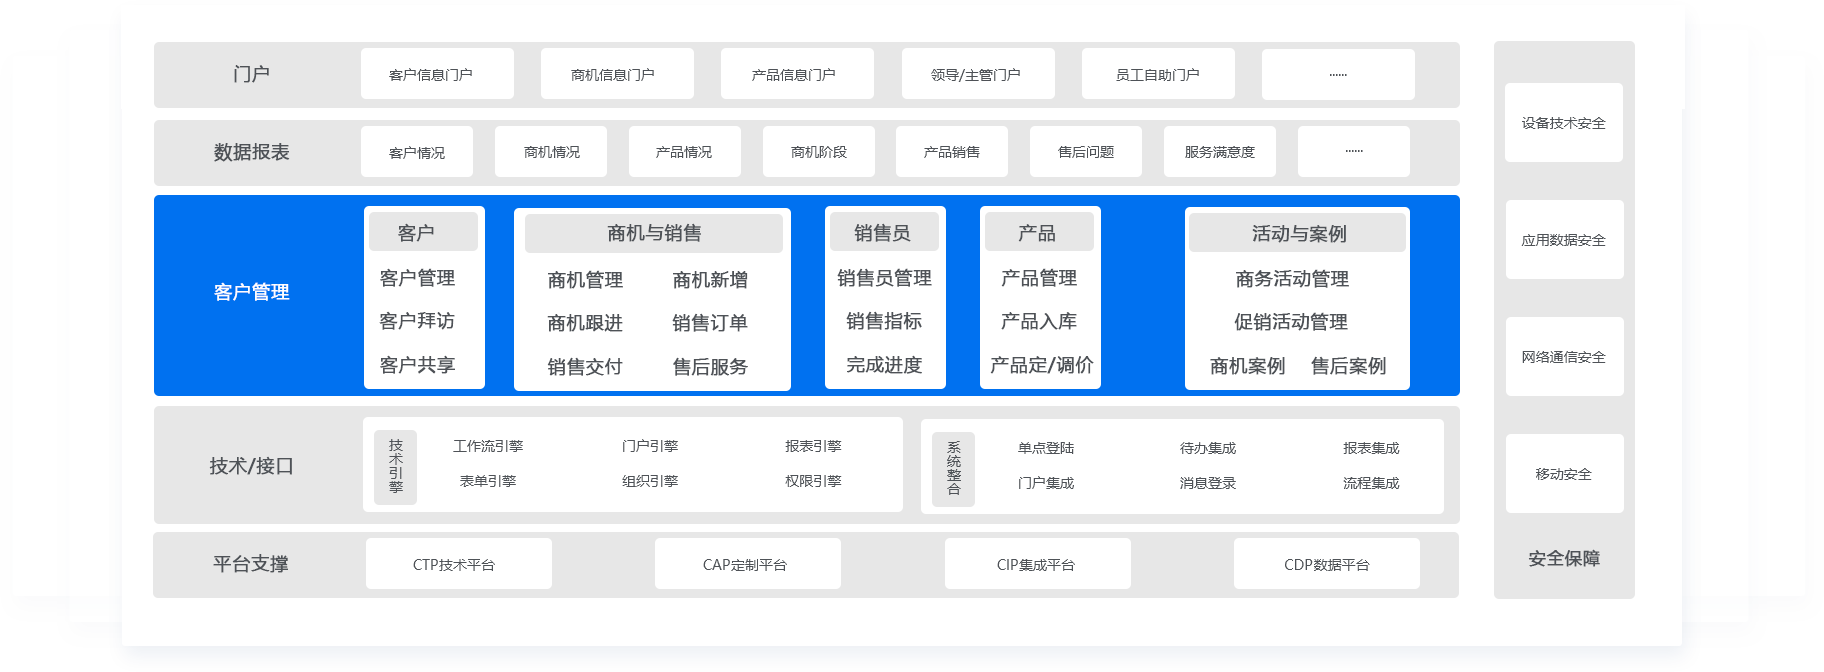 门户
客户信息门户
商机信息门户
产品信息门户
领导/主管门户
员工自助门户
······
数据报表
客户情况
商机情况
产品情况
商机阶段
产品销售
售后问题
服务满意度
······
客户管理
客户
客户管理
客户拜访
客户共享
商机与销售
商机管理 商机新增
商机跟进 销售订单
销售交付 售后服务
销售员
销售员管理
销售指标
完成进度
产品
产品管理
产品入库
产品定/调价
活动与案例
商务活动管理
促销活动管理
商机案例 售后案例
技术/接口
技术引擎
工作流引擎 门户引擎 报表引擎
表单引擎 组织引擎 权限引擎
系统整合
单点登陆 待办集成 报表集成
门户集成 消息登录 流程集成
平台支撑
CTP技术平台
CAP定制平台
CIP集成平台
CDP数据平台
设备技术安全
应用数据安全
网络通信安全
移动安全
安全保障